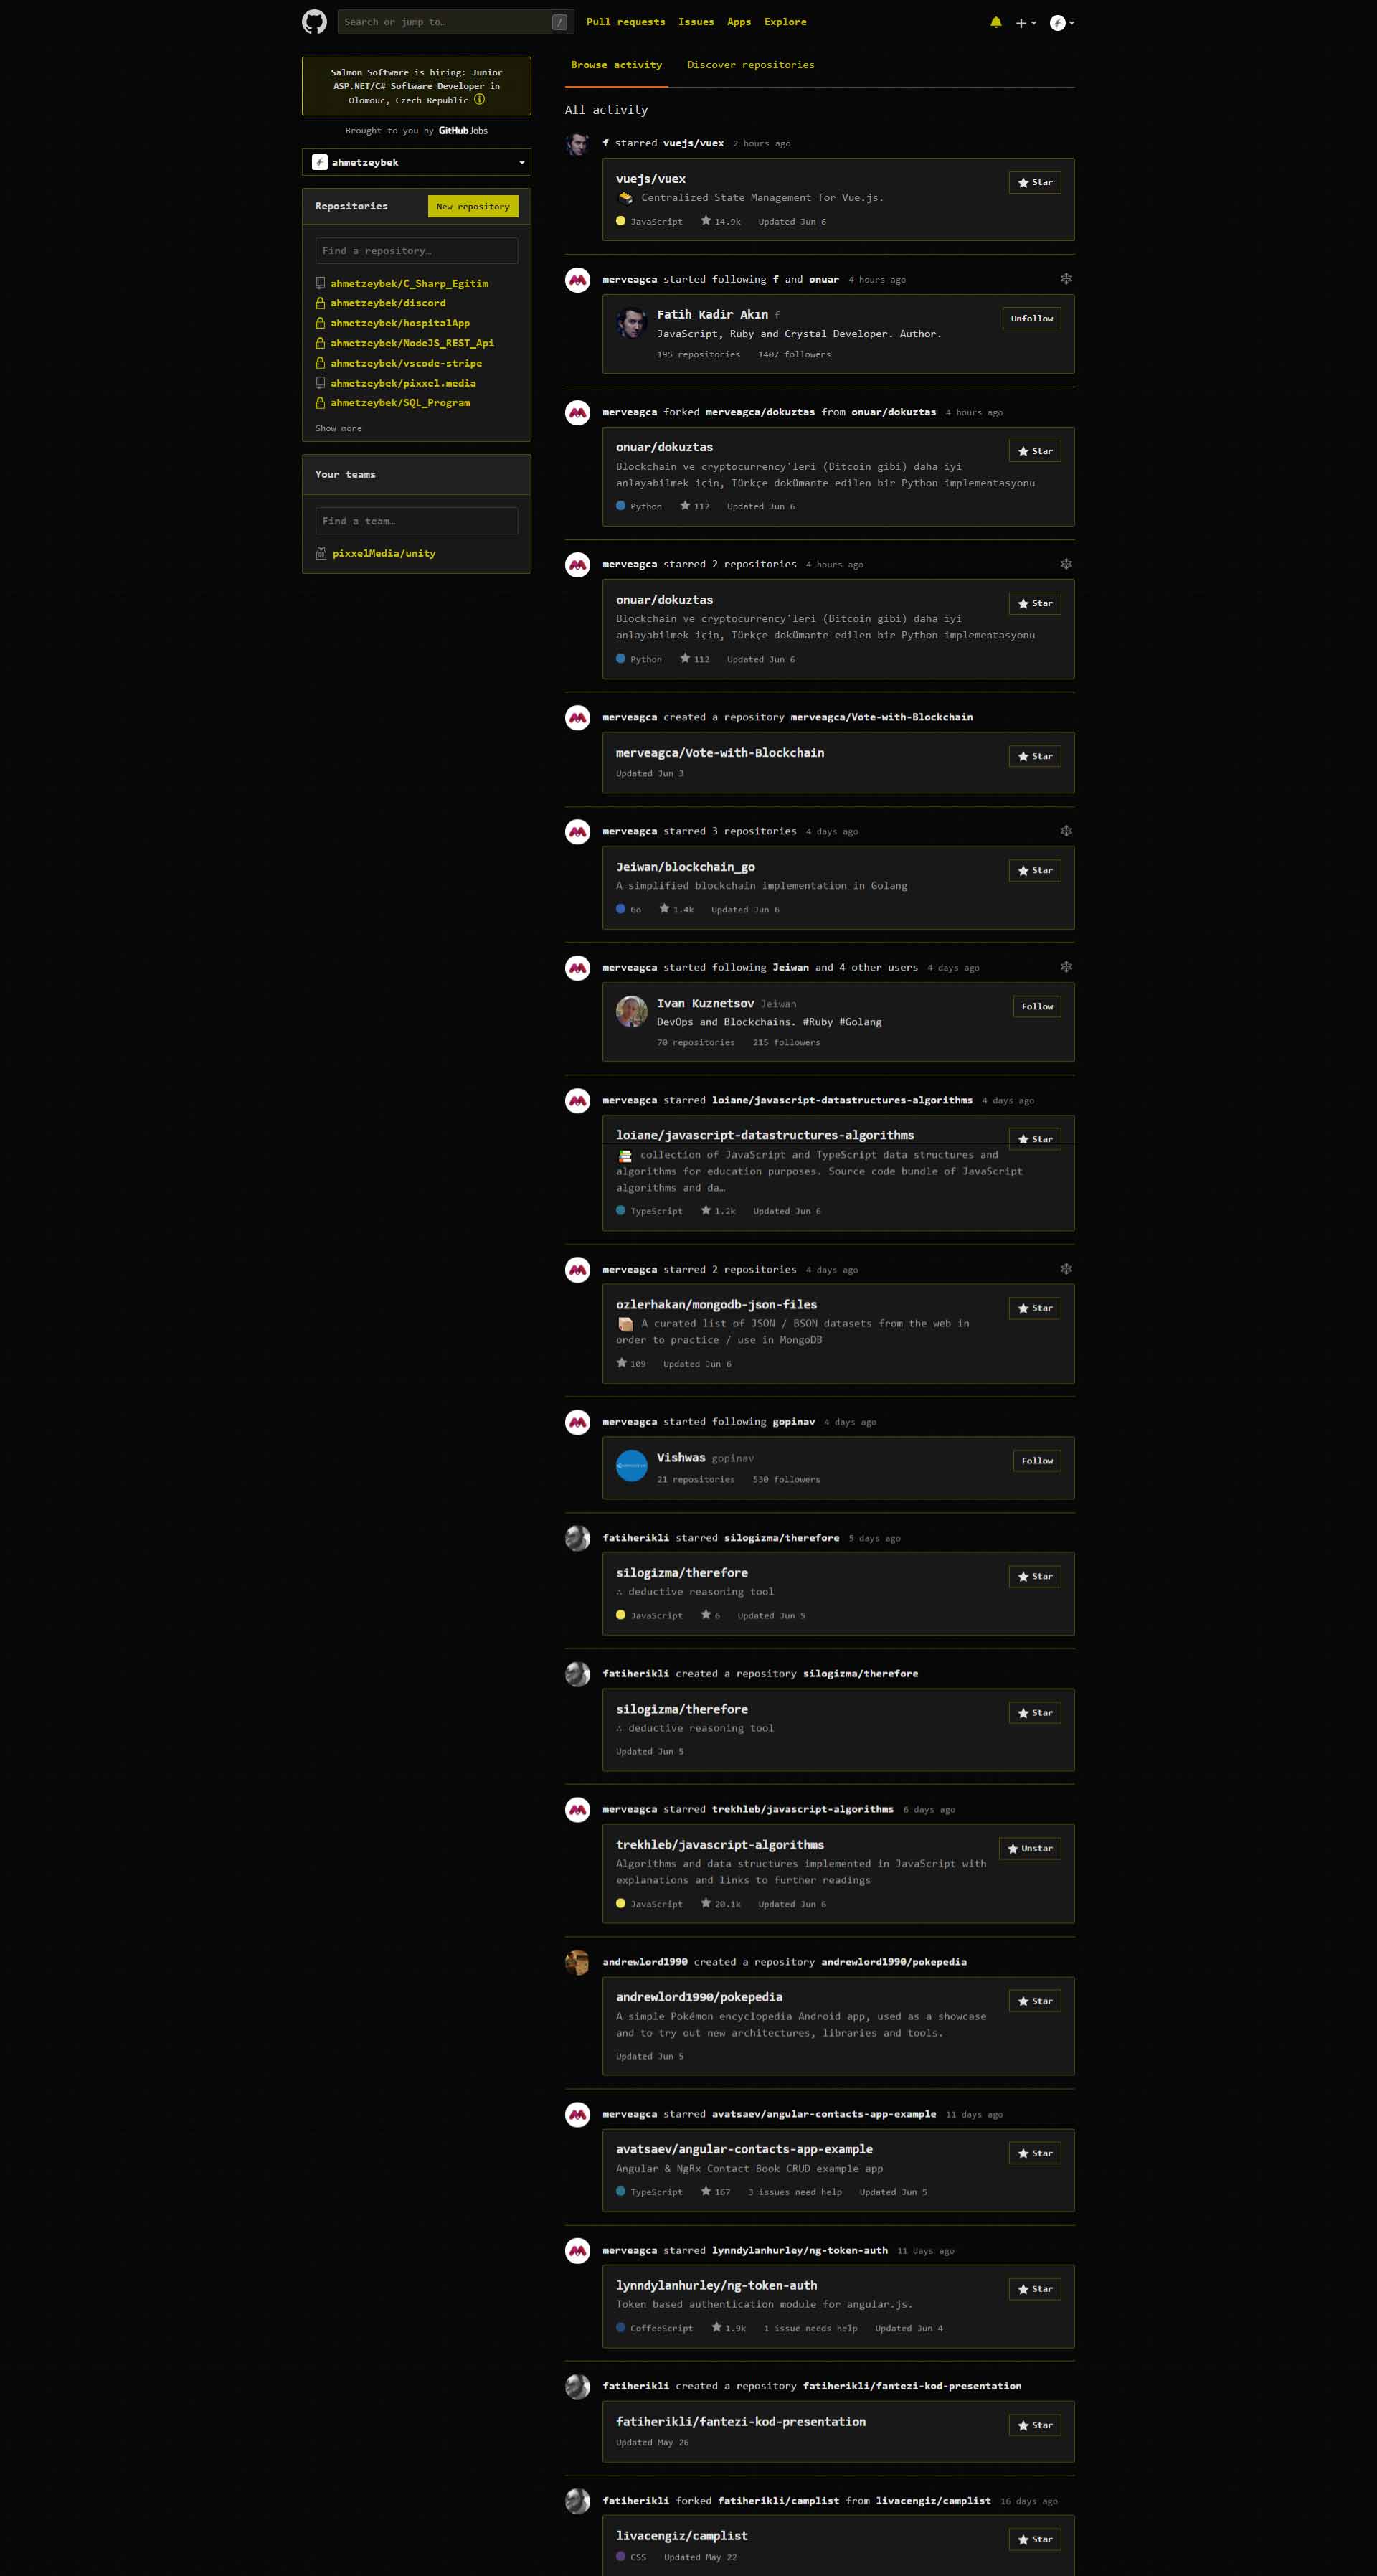 Search or jump to…
/
Pull requests Issues Apps Explore
Salmon Software is hiring: Junior
ASP.NET/C# Software Developer in
Olomouc, Czech Republic
Brought to you by GitHub Jobs
ahmetzeybek
Repositories
New repository
Find a repository…
ahmetzeybek/C_Sharp_Egitim
ahmetzeybek/discord
ahmetzeybek/hospitalApp
ahmetzeybek/NodeJS_REST_Api
ahmetzeybek/vscode-stripe
ahmetzeybek/pixxel.media
ahmetzeybek/SQL_Program
Show more
Your teams
Find a team…
pixxelMedia/unity
Browse activity Discover repositories
All activity
f starred vuejs/vuex 2 hours ago
vuejs/vuex
Star
Centralized State Management for Vue.js.
JavaScript 14.9k Updated Jun 6
merveagca started following f and onuar 4 hours ago
Fatih Kadir Akın f
Unfollow
JavaScript, Ruby and Crystal Developer. Author.
195 repositories 1407 followers
merveagca forked merveagca/dokuztas from onuar/dokuztas 4 hours ago
onuar/dokuztas
Star
Blockchain ve cryptocurrency'leri (Bitcoin gibi) daha iyi
anlayabilmek için, Türkçe dokümante edilen bir Python implementasyonu
Python 112 Updated Jun 6
merveagca starred 2 repositories 4 hours ago
onuar/dokuztas
Star
Blockchain ve cryptocurrency'leri (Bitcoin gibi) daha iyi
anlayabilmek için, Türkçe dokümante edilen bir Python implementasyonu
Python 112 Updated Jun 6
merveagca created a repository merveagca/Vote-with-Blockchain
merveagca/Vote-with-Blockchain
Star
Updated Jun 3
merveagca starred 3 repositories 4 days ago
Jeiwan/blockchain_go
Star
A simplified blockchain implementation in Golang
Go 1.4k Updated Jun 6
merveagca started following Jeiwan and 4 other users 4 days ago
Ivan Kuznetsov Jeiwan
Follow
DevOps and Blockchains. #Ruby #Golang
70 repositories 215 followers
merveagca starred loiane/javascript-datastructures-algorithms 4 days ago
loiane/javascript-datastructures-algorithms
Star
collection of JavaScript and TypeScript data structures and
algorithms for education purposes. Source code bundle of JavaScript
algorithms and da…
TypeScript 1.2k Updated Jun 6
merveagca starred 2 repositories 4 days ago
ozlerhakan/mongodb-json-files
Star
A curated list of JSON / BSON datasets from the web in
order to practice / use in MongoDB
109 Updated Jun 6
merveagca started following gopinav 4 days ago
Vishwas gopinav
Follow
21 repositories 530 followers
fatiherikli starred silogizma/therefore 5 days ago
silogizma/therefore
Star
∴ deductive reasoning tool
JavaScript 6 Updated Jun 5
fatiherikli created a repository silogizma/therefore
silogizma/therefore
Star
∴ deductive reasoning tool
Updated Jun 5
merveagca starred trekhleb/javascript-algorithms 6 days ago
trekhleb/javascript-algorithms
Unstar
Algorithms and data structures implemented in JavaScript with
explanations and links to further readings
JavaScript 20.1k Updated Jun 6
andrewlord1990 created a repository andrewlord1990/pokepedia
andrewlord1990/pokepedia
Star
A simple Pokémon encyclopedia Android app, used as a showcase
and to try out new architectures, libraries and tools.
Updated Jun 5
merveagca starred avatsaev/angular-contacts-app-example 11 days ago
avatsaev/angular-contacts-app-example
Star
Angular & NgRx Contact Book CRUD example app
TypeScript 167 3 issues need help Updated Jun 5
merveagca starred lynndylanhurley/ng-token-auth 11 days ago
lynndylanhurley/ng-token-auth
Star
Token based authentication module for angular.js.
CoffeeScript 1.9k 1 issue needs help Updated Jun 4
fatiherikli created a repository fatiherikli/fantezi-kod-presentation
fatiherikli/fantezi-kod-presentation
Star
Updated May 26
fatiherikli forked fatiherikli/camplist from livacengiz/camplist 16 days ago
livacengiz/camplist
Star
CSS Updated May 22